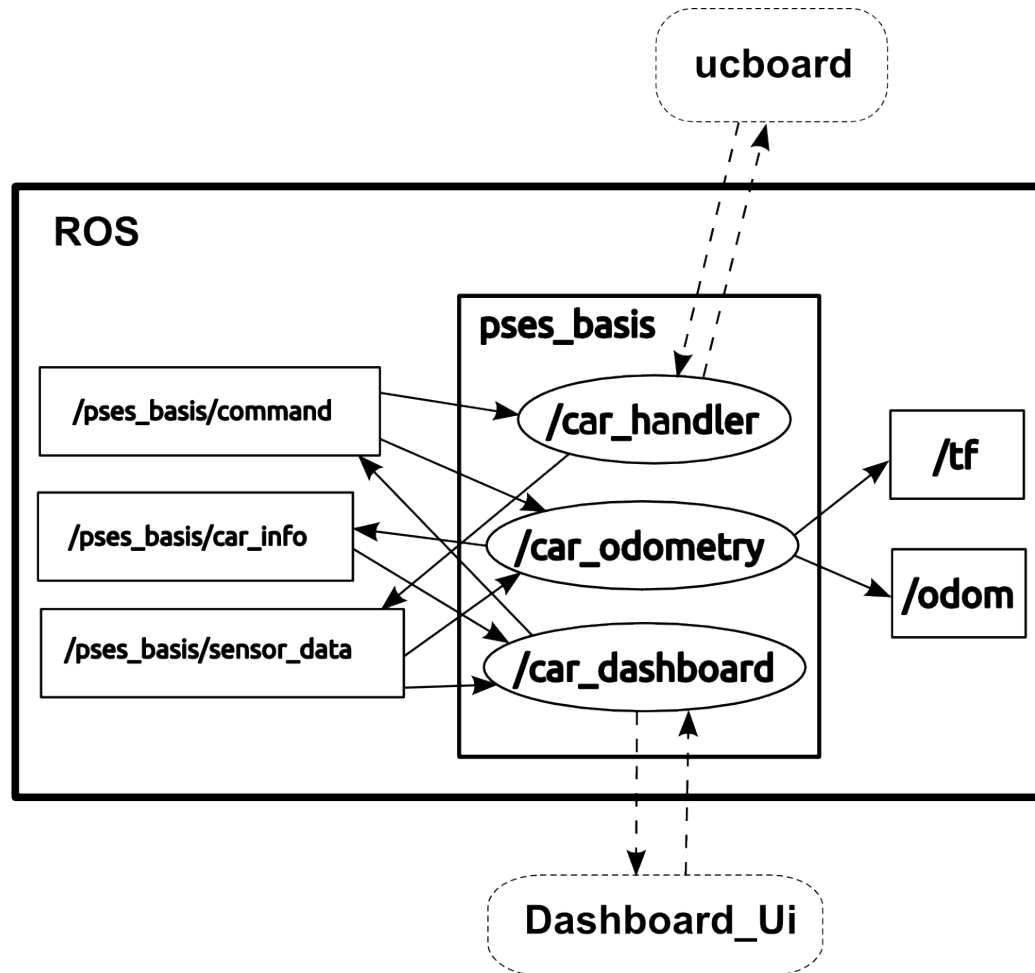 ucboard
ROS
pses_basis
/pses_basis/command
/car_handler
/tf
/pses_basis/car_info
/car_odometry
/odom
/pses_basis/sensor_data
/car_dashboard
Dashboard_Ui